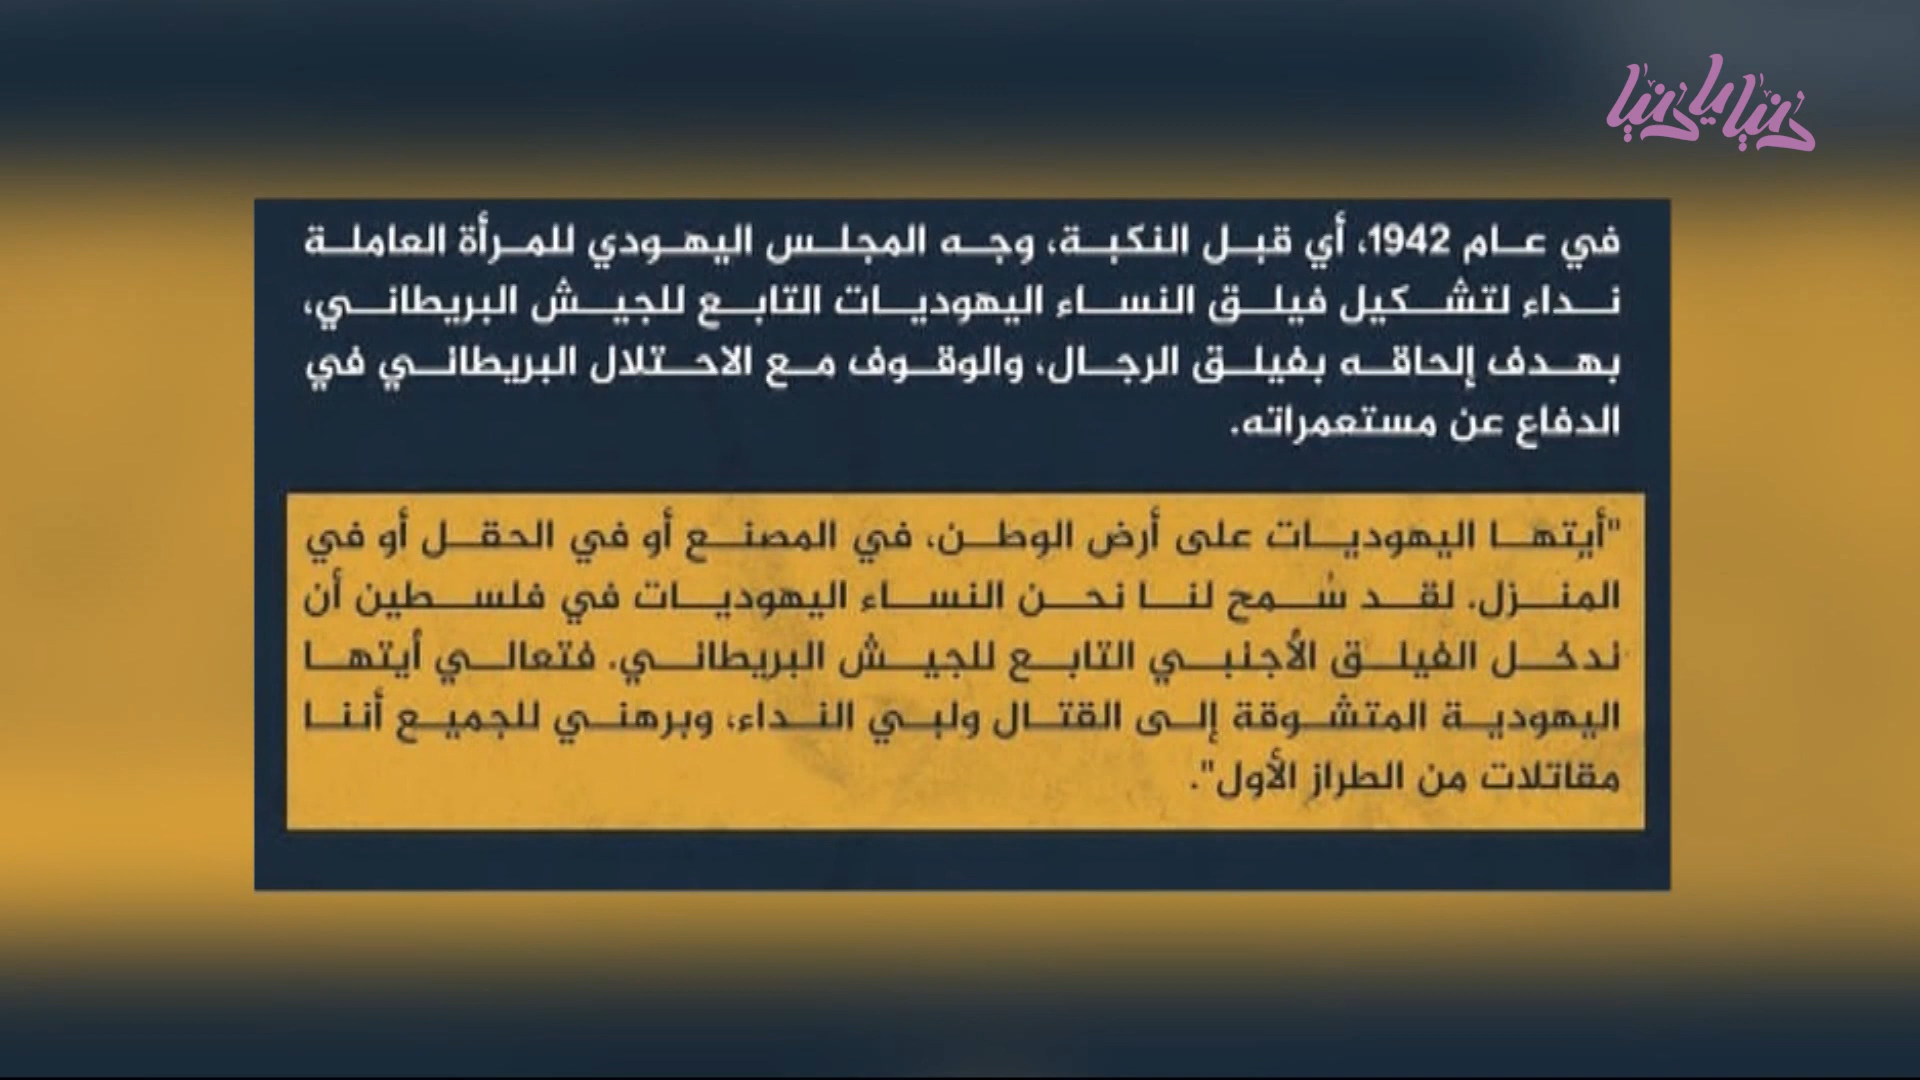 دنيا يا دنيا
في عام 1942، أي قبل النكبة، وجه المجلس اليهودي للمرأة العاملة
نداء لتشكيل فيلق النساء اليهوديات التابع للجيش البريطاني،
بهدف إلحاقه بفيلق الرجال، والوقوف مع الاحتلال البريطاني في
الدفاع عن مستعمراته.
"أيتها اليهوديات على أرض الوطن، في المصنع أو في الحقل أو في
المنزل. لقد سُمح لنا نحن النساء اليهوديات في فلسطين أن
ندخل الفيلق الأجنبي التابع للجيش البريطاني. فتعالي أيتها
اليهودية المتشوقة إلى القتال ولبي النداء، وبرهني للجميع أننا
مقاتلات من الطراز الأول".